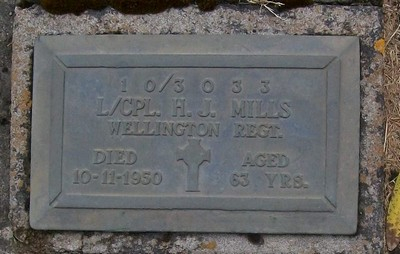 10/3033
L/CPL. H. J. MILLS
WELLINGTON REGT.
DIED AGED
10-11-1950 63 YRS.